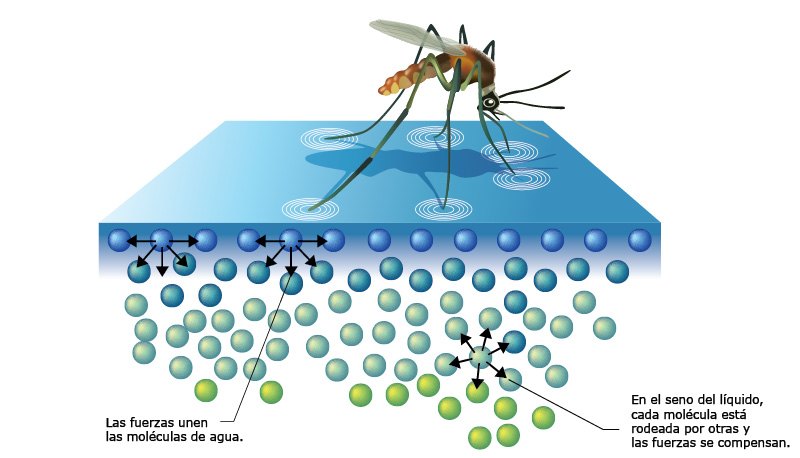 Las fuerzas unen
las moléculas de agua.
En el seno del líquido,
cada molécula está
rodeada por otras y
las fuerzas se compensan.